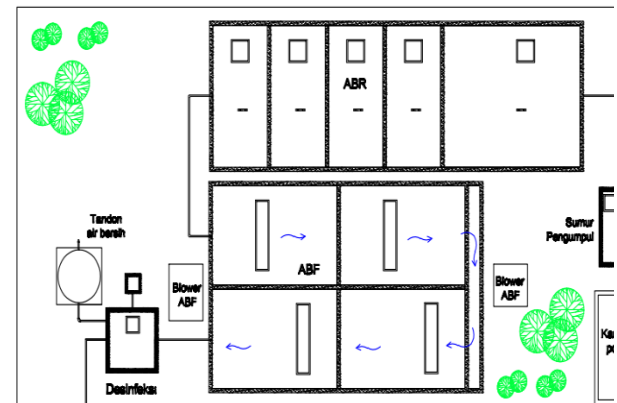 ABR
Tandon
air bersih
Sumur
Pengumpul
ABF
Blower
ABF
Blower
ABF
Desinfeksi